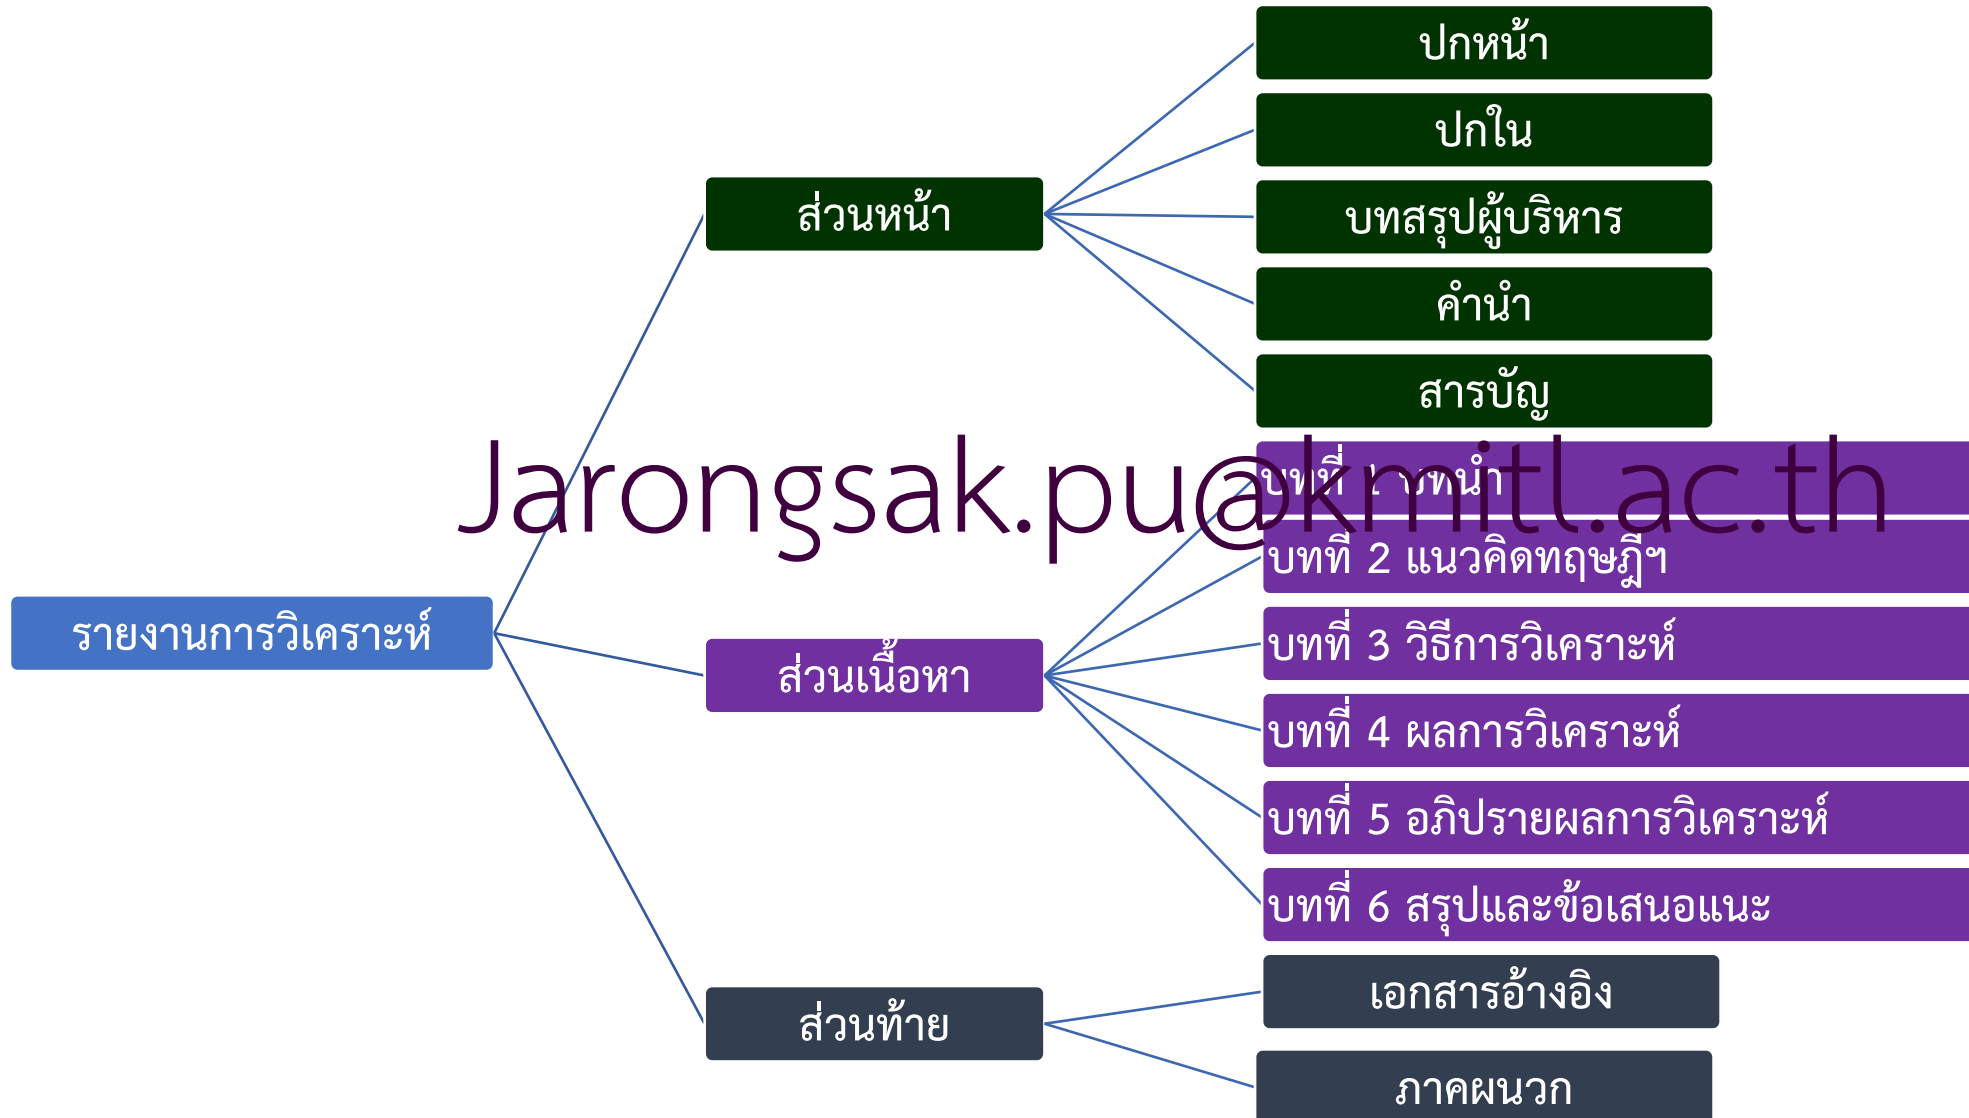 ปกหน้า
ปกใน
ส่วนหน้า
บทสรุปผู้บริหาร
คำนำ
สารบัญ
Jarongsak.pu@kmitl.ac.th
บทที่ 1 บทนำ
บทที่ 2 แนวคิดทฤษฎีฯ
รายงานการวิเคราะห์
บทที่ 3 วิธีการวิเคราะห์
ส่วนเนื้อหา
บทที่ 4 ผลการวิเคราะห์
บทที่ 5 อภิปรายผลการวิเคราะห์
บทที่ 6 สรุปและข้อเสนอแนะ
เอกสารอ้างอิง
ส่วนท้าย
ภาคผนวก